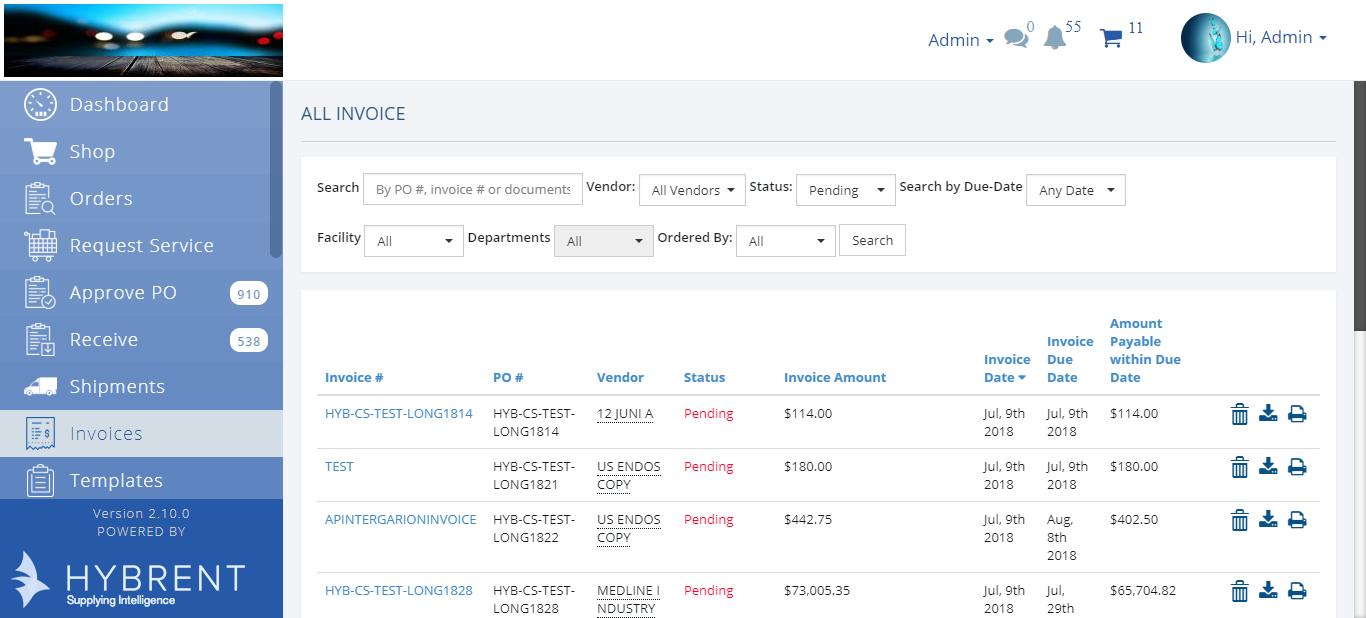 Admin 0 55 11 Hi, Admin
Dashboard
Shop
Orders
Request Service
Approve PO 910
Receive 538
Shipments
Invoices
Templates
Version 2.10.0
POWERED BY
HYBRENT
Supplying Intelligence
ALL INVOICE
Search By PO #, invoice # or documents Vendor: All Vendors Status: Pending Search by Due-Date Any Date
Facility All Departments All Ordered By: All Search
Invoice # PO # Vendor Status Invoice Amount Invoice Date Invoice Due Date Amount Payable within Due Date
HYB-CS-TEST-LONG1814 HYB-CS-TEST- 12 JUNI A Pending $114.00 Jul, 9th Jul, 9th $114.00
LONG1814 2018 2018
TEST HYB-CS-TEST- US ENDOS Pending $180.00 Jul, 9th Jul, 9th $180.00
LONG1821 COPY 2018 2018
APINTERGARIONINVOICE HYB-CS-TEST- US ENDOS Pending $442.75 Jul, 9th Aug, $402.50
LONG1822 COPY 2018 8th
2018
HYB-CS-TEST-LONG1828 HYB-CS-TEST- MEDLINE I Pending $73,005.35 Jul, 9th Jul, $65,704.82
LONG1828 NDUSTRY 2018 29th